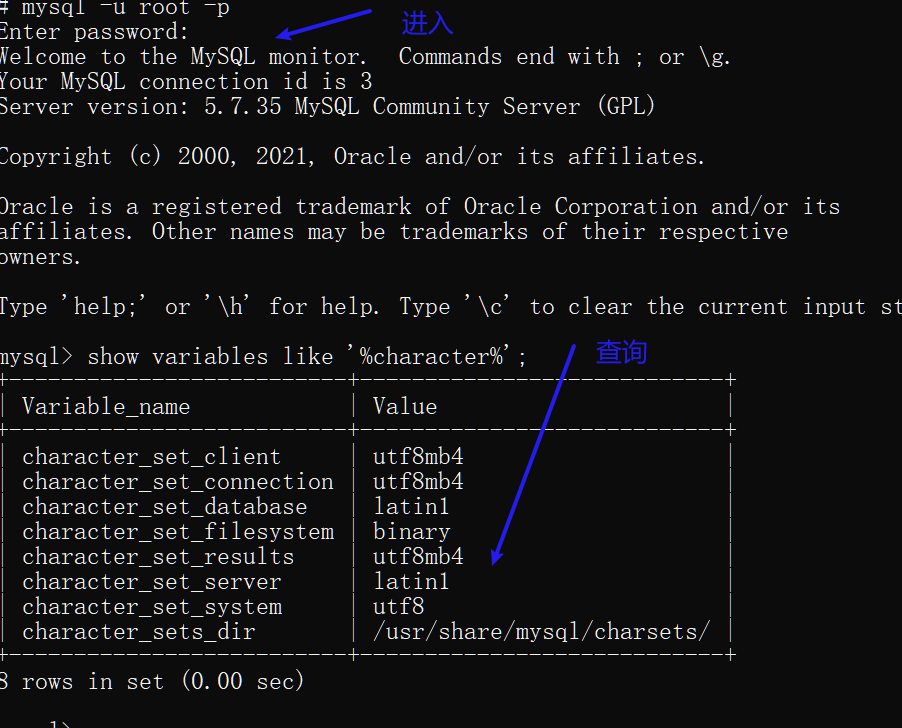 # mysql -u root -p
进入
Enter password:
Welcome to the MySQL monitor.  Commands end with ; or \g.
Your MySQL connection id is 3
Server version: 5.7.35 MySQL Community Server (GPL)
Copyright (c) 2000, 2021, Oracle and/or its affiliates.
Oracle is a registered trademark of Oracle Corporation and/or its
affiliates. Other names may be trademarks of their respective
owners.
Type 'help;' or '\h' for help. Type '\c' to clear the current input st
mysql> show variables like '%character%'; 查询
+--------------------------+----------------------------+
| Variable_name | Value |
+--------------------------+----------------------------+
| character_set_client | utf8mb4 |
| character_set_connection | utf8mb4 |
| character_set_database | latin1 |
| character_set_filesystem | binary |
| character_set_results | utf8mb4 |
| character_set_server | latin1 |
| character_set_system | utf8 |
| character_sets_dir | /usr/share/mysql/charsets/ |
+--------------------------+----------------------------+
8 rows in set (0.00 sec)